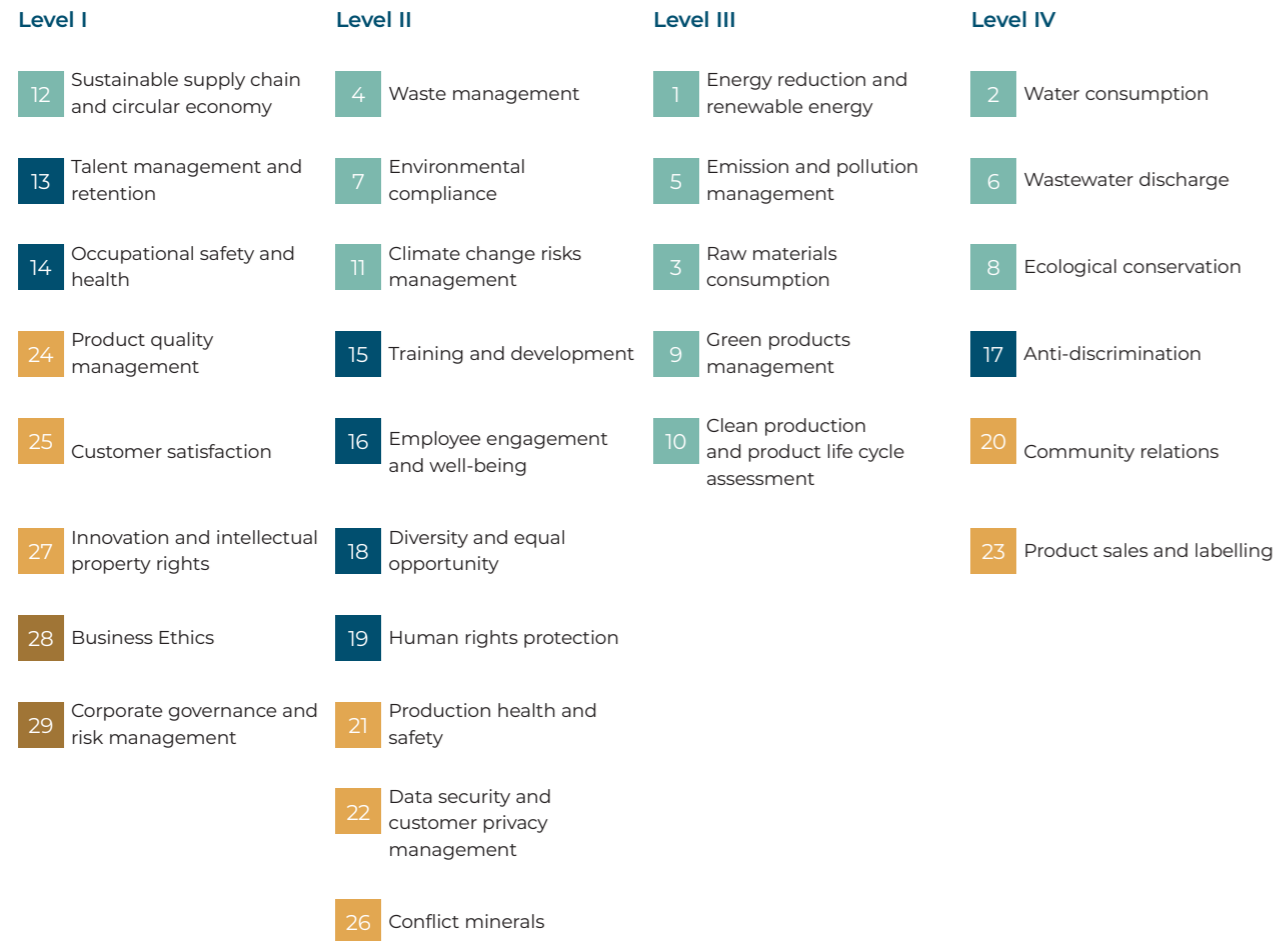 Level I
12
Sustainable supply chain
and circular economy
13
Talent management and
retention
14
Occupational safety and
health
24
Product quality
management
25
Customer satisfaction
27
Innovation and intellectual
property rights
28
Business Ethics
29
Corporate governance and
risk management
Level II
4
Waste management
7
Environmental
compliance
11
Climate change risks
management
15
Training and development
16
Employee engagement
and well-being
18
Diversity and equal
opportunity
19
Human rights protection
21
Production health and
safety
22
Data security and
customer privacy
management
26
Conflict minerals
Level III
1
Energy reduction and
renewable energy
5
Emission and pollution
management
3
Raw materials
consumption
9
Green products
management
10
Clean production
and product life cycle
assessment
Level IV
2
Water consumption
6
Wastewater discharge
8
Ecological conservation
17
Anti-discrimination
20
Community relations
23
Product sales and labelling